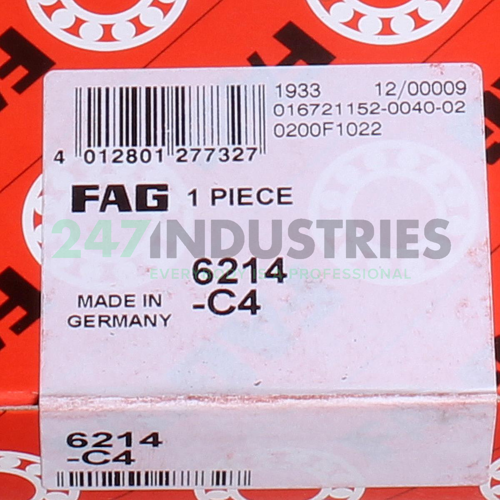 1933 12/00009
016721152-0040-02
0200F1022
4 012801 277327
FAG 1 PIECE
247INDUSTRIES
6214
-C4
MADE IN
GERMANY
6214
-C4